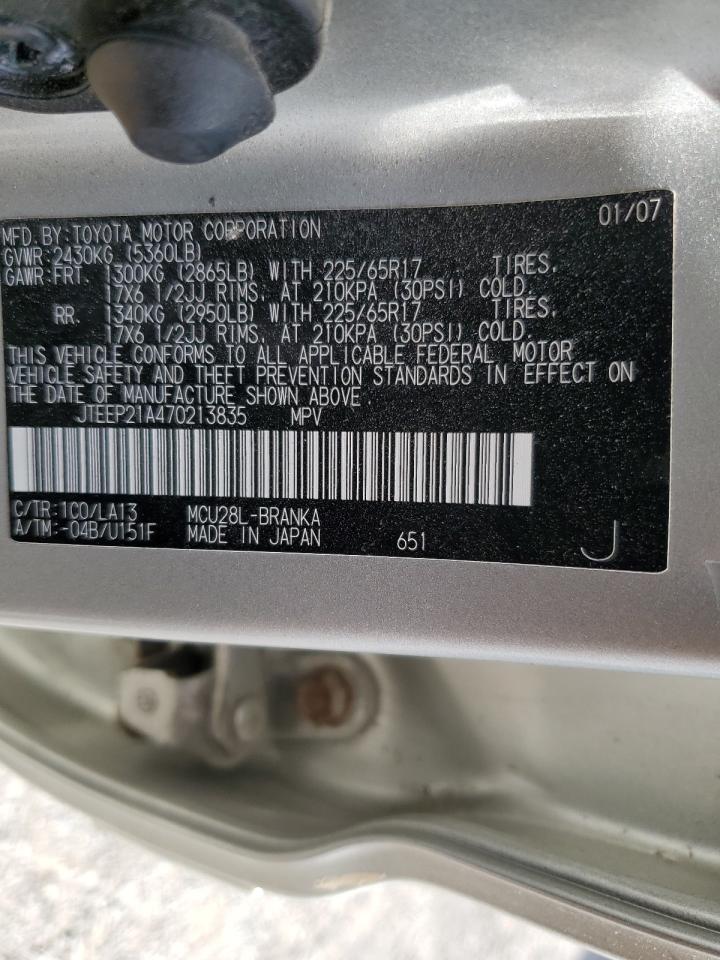 MFD. BY: TOYOTA MOTOR CORPORATION 01/07
GVWR: 2430KG (5360LB)
GAWR: FRT. 1300KG (2865LB) WITH 225/65R17 TIRES,
17X6 1/2JJ RIMS, AT 210KPA (30PSI) COLD.
RR. 1340KG (2950LB) WITH 225/65R17 TIRES,
17X6 1/2JJ RIMS, AT 210KPA (30PSI) COLD.
THIS VEHICLE CONFORMS TO ALL APPLICABLE FEDERAL MOTOR
VEHICLE SAFETY AND THEFT PREVENTION STANDARDS IN EFFECT ON
THE DATE OF MANUFACTURE SHOWN ABOVE.
JTEEP21A470213835 MPV
C/TR: 1C0/LA13 MCU28L-BRANKA
A/TM: -04B/U151F MADE IN JAPAN 651 J